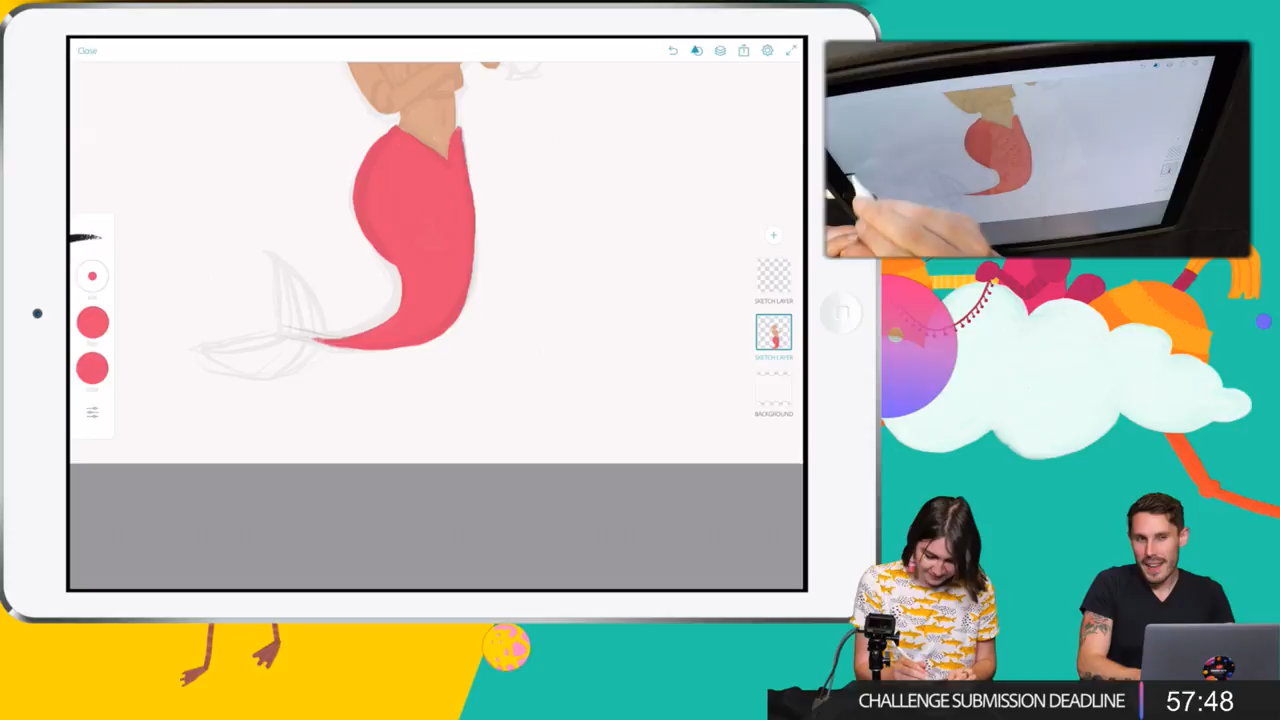 Close
SKETCH LAYER
SKETCH LAYER
BACKGROUND
CHALLENGE SUBMISSION DEADLINE
57:48